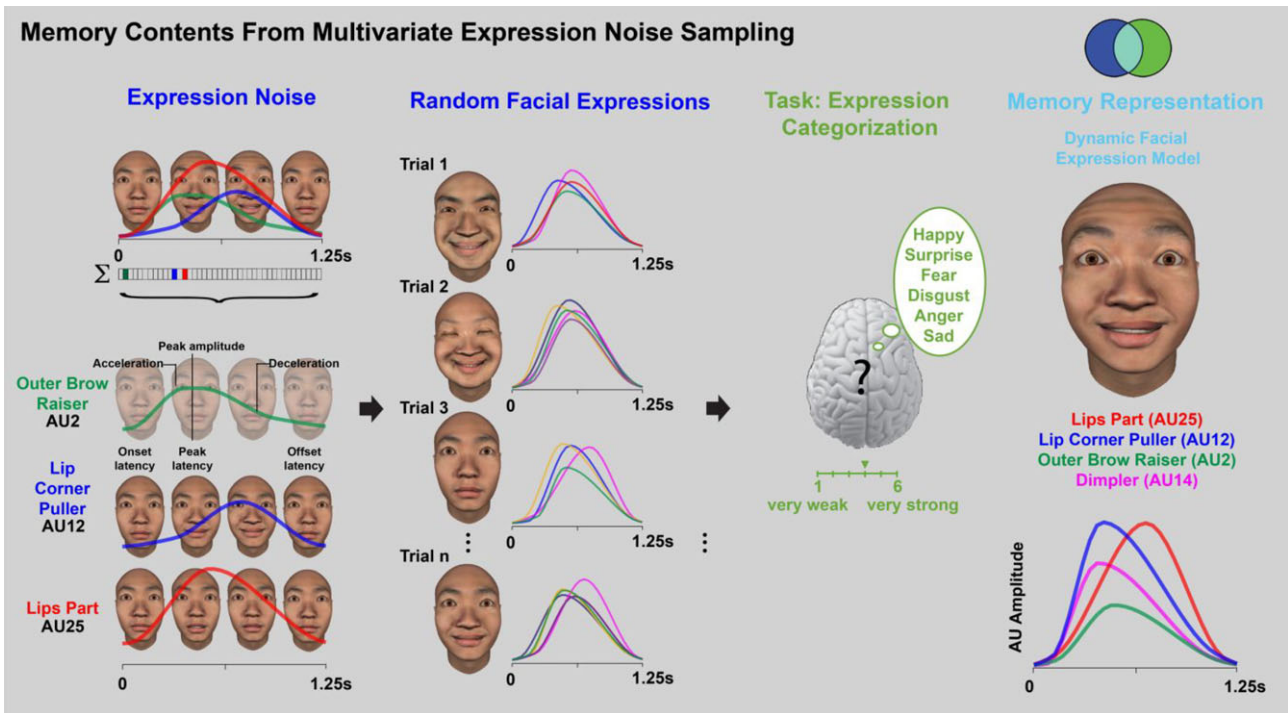 Memory Contents From Multivariate Expression Noise Sampling
Expression Noise
0
1.25s
Σ
Peak amplitude
Acceleration
Deceleration
Outer Brow
Raiser
AU2
Onset
latency
Peak
latency
Offset
latency
Lip
Corner
Puller
AU12
Lips Part
AU25
0
1.25s
Random Facial Expressions
Trial 1
0
1.25s
Trial 2
0
1.25s
Trial 3
0
1.25s
Trial n
0
1.25s
Task: Expression
Categorization
Happy
Surprise
Fear
Disgust
Anger
Sad
?
1
6
very weak
very strong
Memory Representation
Dynamic Facial
Expression Model
Lips Part (AU25)
Lip Corner Puller (AU12)
Outer Brow Raiser (AU2)
Dimpler (AU14)
AU Amplitude
0
1.25s